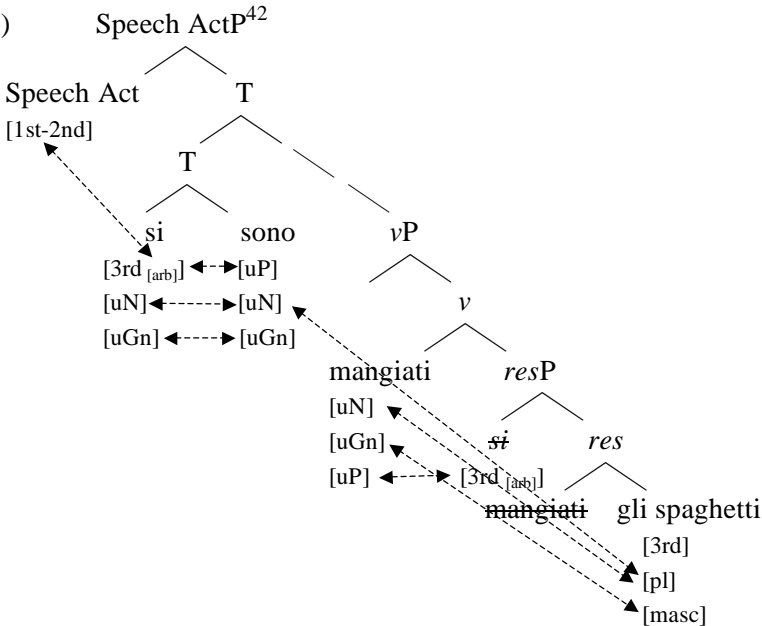 ) Speech ActP42
Speech Act T
[1st-2nd]
T
si sono vP
[3rd [arb]] [uP]
[uN] [uN] v
[uGn] [uGn]
mangiati resP
[uN]
[uGn] si res
[uP] [3rd [arb]]
mangiati gli spaghetti
[3rd]
[pl]
[masc]